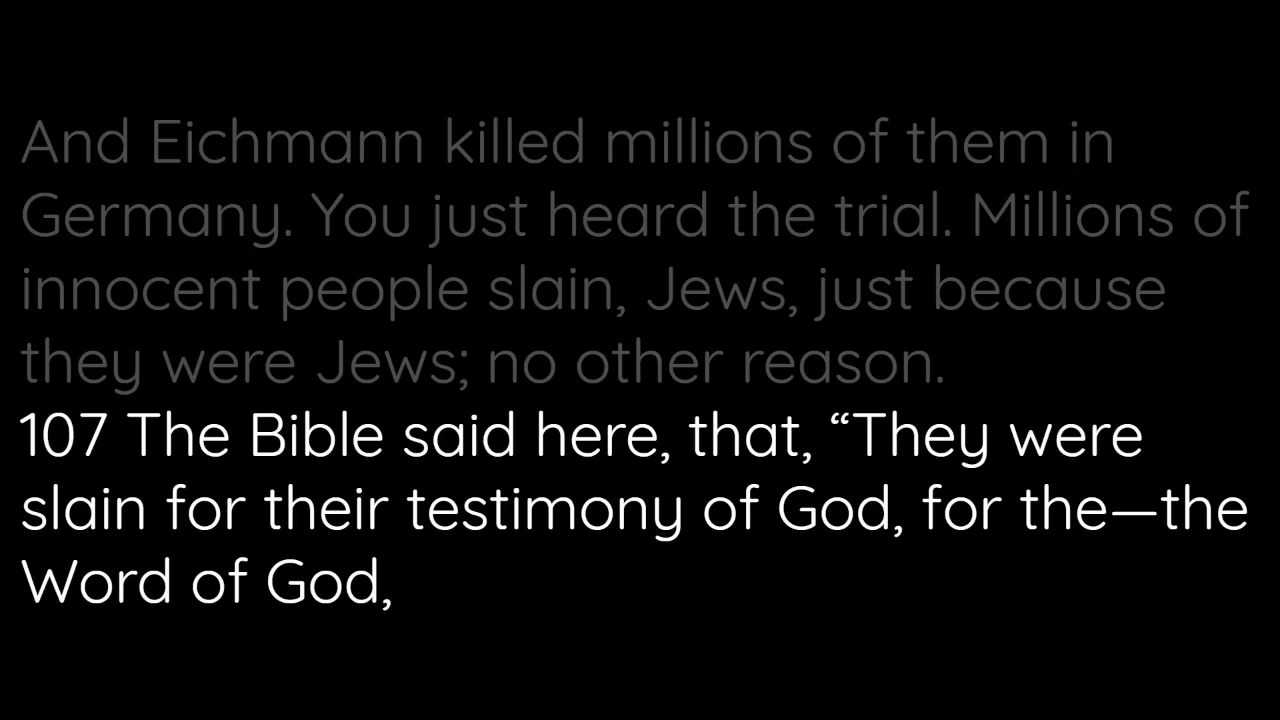 And Eichmann killed millions of them in
Germany. You just heard the trial. Millions of
innocent people slain, Jews, just because
they were Jews; no other reason.
107 The Bible said here, that, “They were
slain for their testimony of God, for the—the
Word of God,